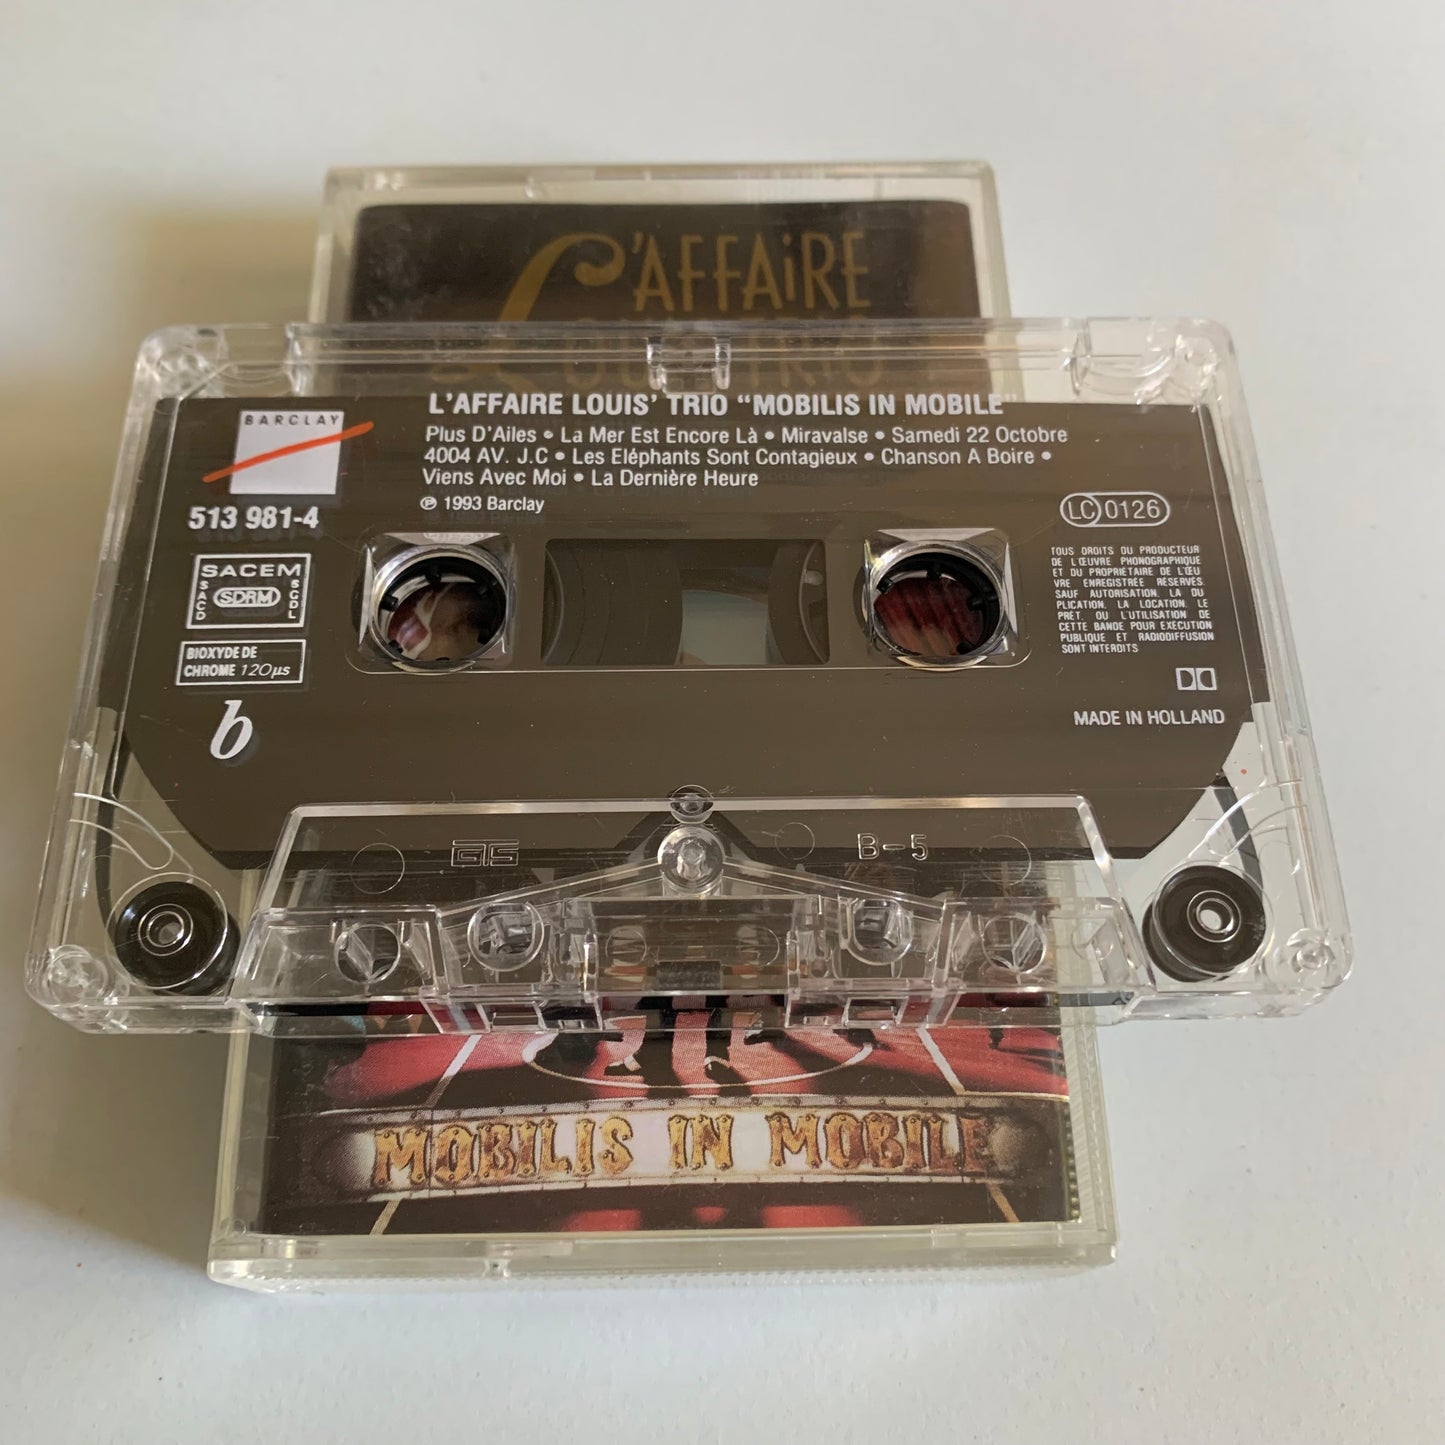 L'AFFAIRE
L'AFFAIRE LOUIS' TRIO "MOBILIS IN MOBILE"
Plus D'Ailes • La Mer Est Encore Là • Miravalse • Samedi 22 Octobre
4004 AV. J.C • Les Eléphants Sont Contagieux • Chanson A Boire •
Viens Avec Moi • La Dernière Heure
℗ 1993 Barclay
BARCLAY
513 981-4
SACEM
SACD
SDRM
SGDL
BIOXYDE DE
CHROME 120µs
b
LC 0126
TOUS DROITS DU PRODUCTEUR
DE L'ŒUVRE PHONOGRAPHIQUE
ET DU PROPRIETAIRE DE L'ŒU
VRE ENREGISTRÉE RÉSERVÉS.
SAUF AUTORISATION, LA DU
PLICATION, LA LOCATION, LE
PRÊT, OU L'UTILISATION DE
CETTE BANDE POUR EXÉCUTION
PUBLIQUE ET RADIODIFFUSION
SONT INTERDITS
MADE IN HOLLAND
B-5
MOBILIS IN MOBILE